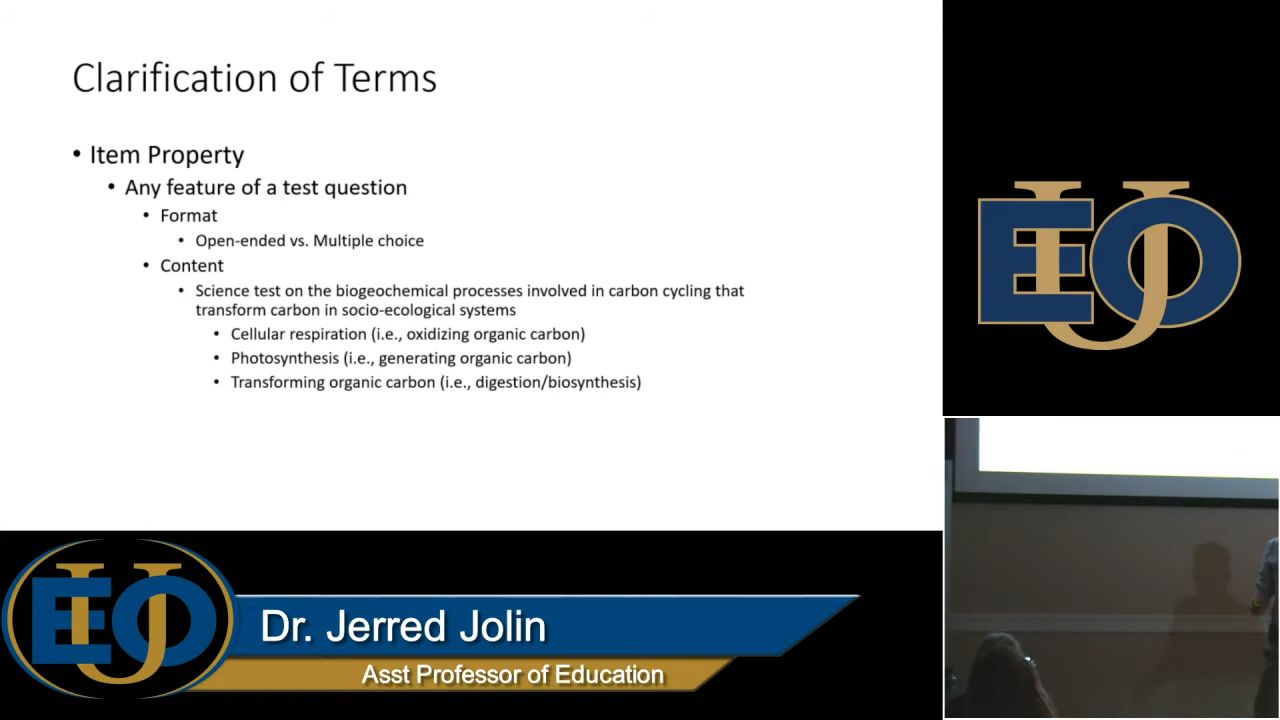 Clarification of Terms
• Item Property
• Any feature of a test question
• Format
• Open-ended vs. Multiple choice
• Content
• Science test on the biogeochemical processes involved in carbon cycling that
transform carbon in socio-ecological systems
• Cellular respiration (i.e., oxidizing organic carbon)
• Photosynthesis (i.e., generating organic carbon)
• Transforming organic carbon (i.e., digestion/biosynthesis)
EOU
EOU
Dr. Jerred Jolin
Asst Professor of Education